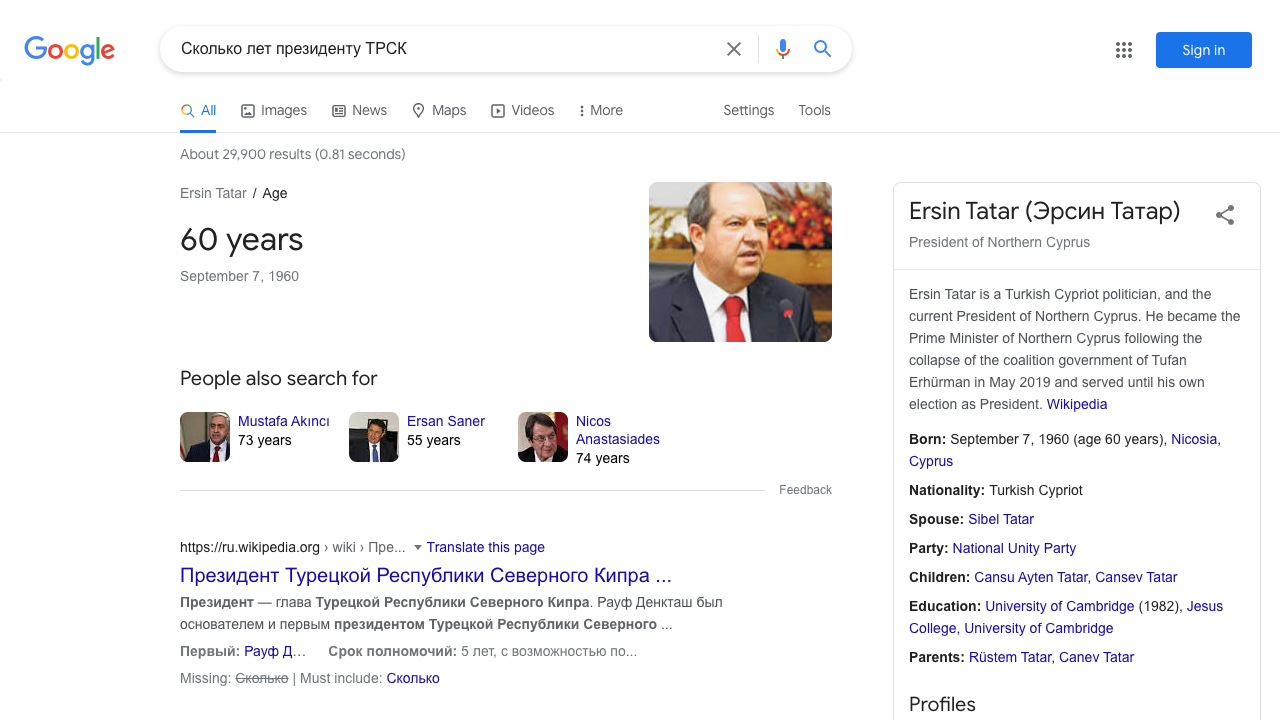 Google
Сколько лет президенту ТРСК
Sign in
All
Images
News
Maps
Videos
More
Settings
Tools
About 29,900 results (0.81 seconds)
Ersin Tatar / Age
60 years
September 7, 1960
People also search for
Mustafa Akıncı
73 years
Ersan Saner
55 years
Nicos
Anastasiades
74 years
Feedback
https://ru.wikipedia.org › wiki › Пре... Translate this page
Президент Турецкой Республики Северного Кипра ...
Президент — глава Турецкой Республики Северного Кипра. Рауф Денкташ был
основателем и первым президентом Турецкой Республики Северного ...
Первый: Рауф Д… Срок полномочий: 5 лет, с возможностью по...
Missing: Сколько | Must include: Сколько
Ersin Tatar (Эрсин Татар)
President of Northern Cyprus
Ersin Tatar is a Turkish Cypriot politician, and the
current President of Northern Cyprus. He became the
Prime Minister of Northern Cyprus following the
collapse of the coalition government of Tufan
Erhürman in May 2019 and served until his own
election as President. Wikipedia
Born: September 7, 1960 (age 60 years), Nicosia,
Cyprus
Nationality: Turkish Cypriot
Spouse: Sibel Tatar
Party: National Unity Party
Children: Cansu Ayten Tatar, Cansev Tatar
Education: University of Cambridge (1982), Jesus
College, University of Cambridge
Parents: Rüstem Tatar, Canev Tatar
Profiles